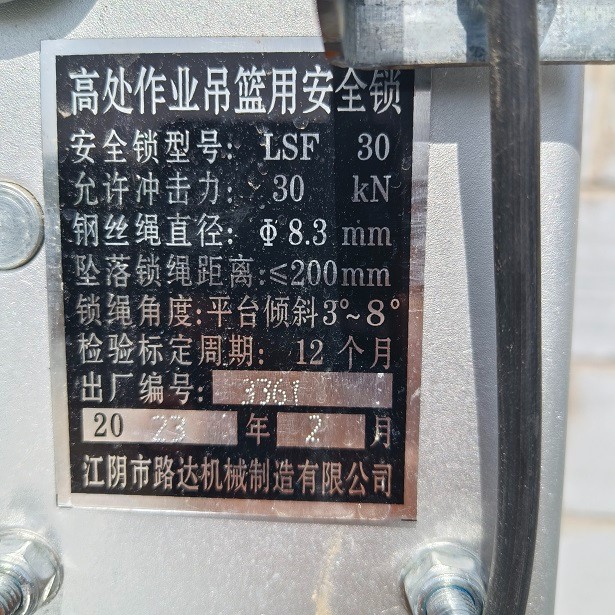 高处作业吊篮用安全锁
安全锁型号: LSF 30
允许冲击力: 30 kN
钢丝绳直径: Φ8.3 mm
坠落锁绳距离:≤200mm
锁绳角度:平台倾斜3°~8°
检验标定周期: 12 个月
出厂编号: 3361
20 23 年 2 月
江阴市路达机械制造有限公司